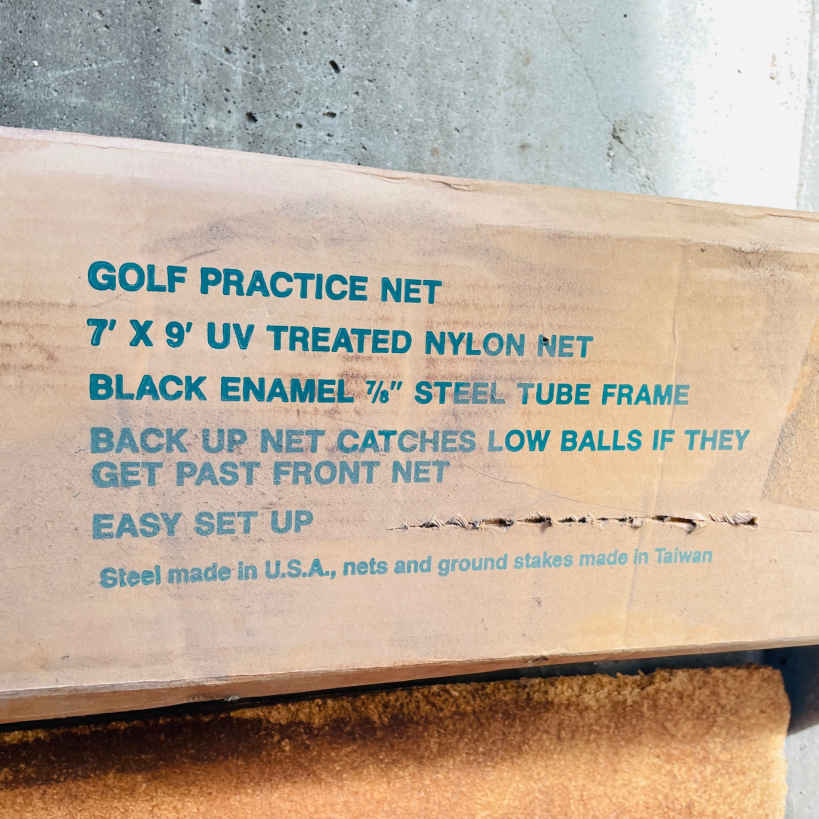 GOLF PRACTICE NET
7' X 9' UV TREATED NYLON NET
BLACK ENAMEL ⅞" STEEL TUBE FRAME
BACK UP NET CATCHES LOW BALLS IF THEY
GET PAST FRONT NET
EASY SET UP
Steel made in U.S.A., nets and ground stakes made in Taiwan